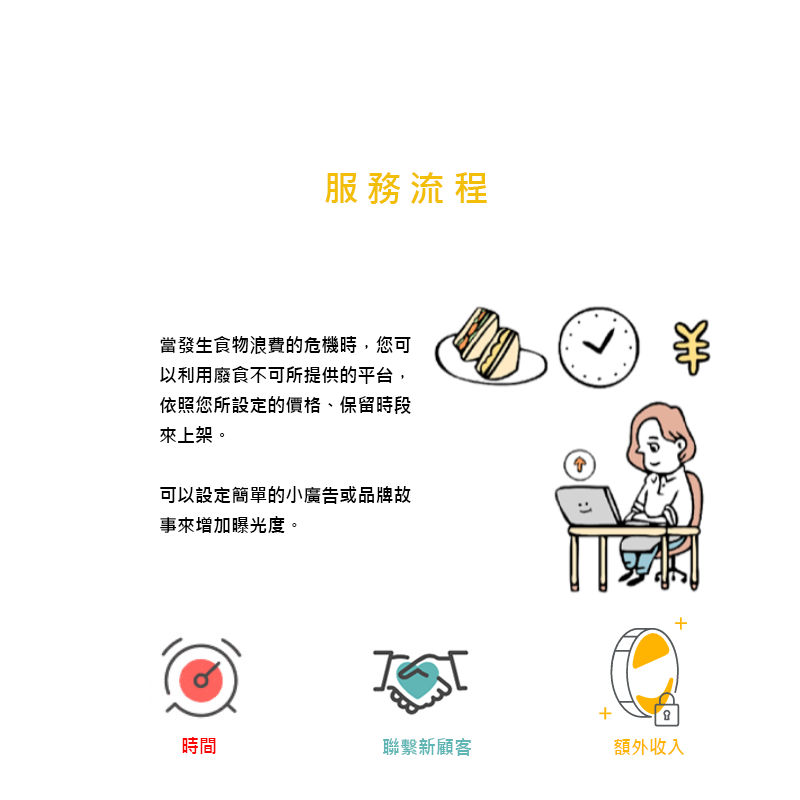 服務流程
當發生食物浪費的危機時，您可
以利用廢食不可所提供的平台，
依照您所設定的價格、保留時段
來上架。
可以設定簡單的小廣告或品牌故
事來增加曝光度。
時間
聯繫新顧客
額外收入